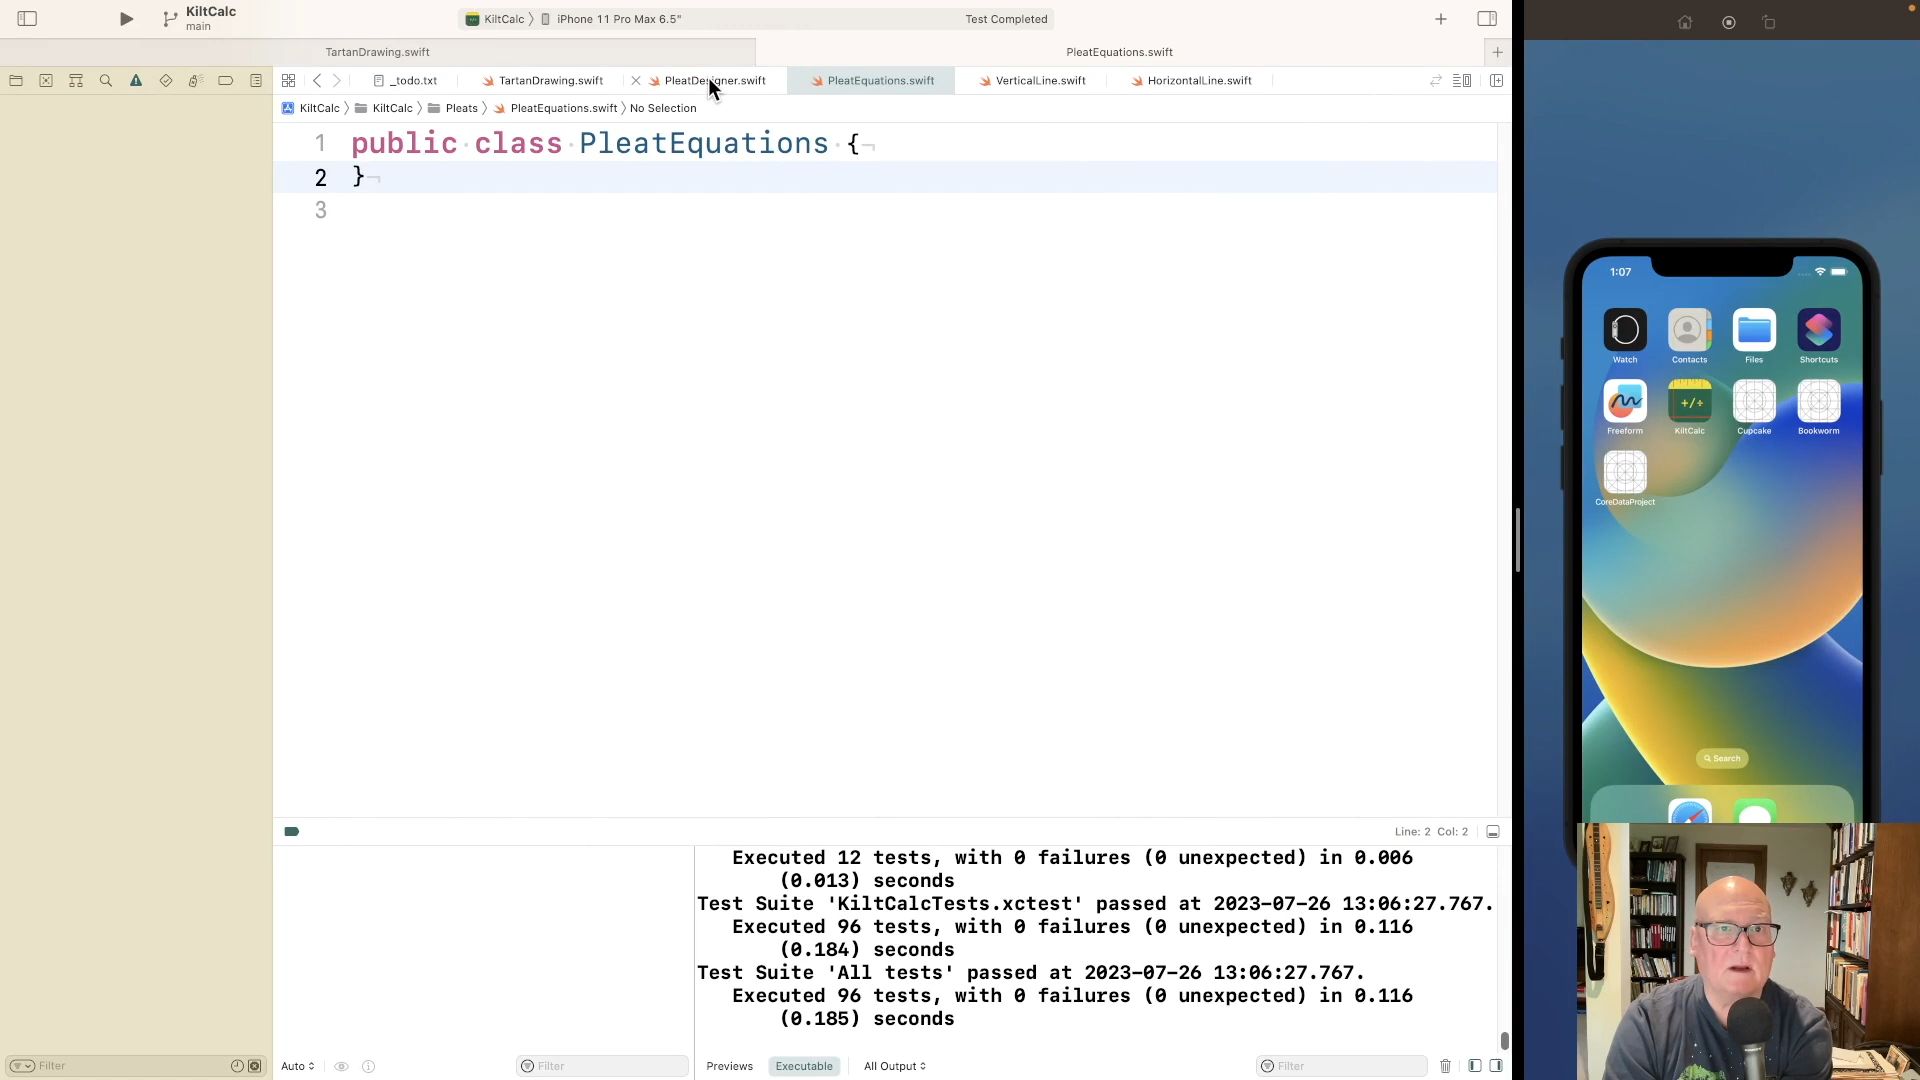 KiltCalc
main
KiltCalc 〉 iPhone 11 Pro Max 6.5"
Test Completed
TartanDrawing.swift
PleatEquations.swift
_todo.txt
TartanDrawing.swift
PleatDesigner.swift
PleatEquations.swift
VerticalLine.swift
HorizontalLine.swift
KiltCalc 〉 KiltCalc 〉 Pleats 〉 PleatEquations.swift 〉 No Selection
1 public class PleatEquations {
2 }
3
Line: 2 Col: 2
Executed 12 tests, with 0 failures (0 unexpected) in 0.006
(0.013) seconds
Test Suite 'KiltCalcTests.xctest' passed at 2023-07-26 13:06:27.767.
Executed 96 tests, with 0 failures (0 unexpected) in 0.116
(0.184) seconds
Test Suite 'All tests' passed at 2023-07-26 13:06:27.767.
Executed 96 tests, with 0 failures (0 unexpected) in 0.116
(0.185) seconds
Filter
Auto
Filter
Previews
Executable
All Output
Filter
1:07
Watch
Contacts
Files
Shortcuts
+/÷
Freeform
KiltCalc
Cupcake
Bookworm
CoreDataProject
Search